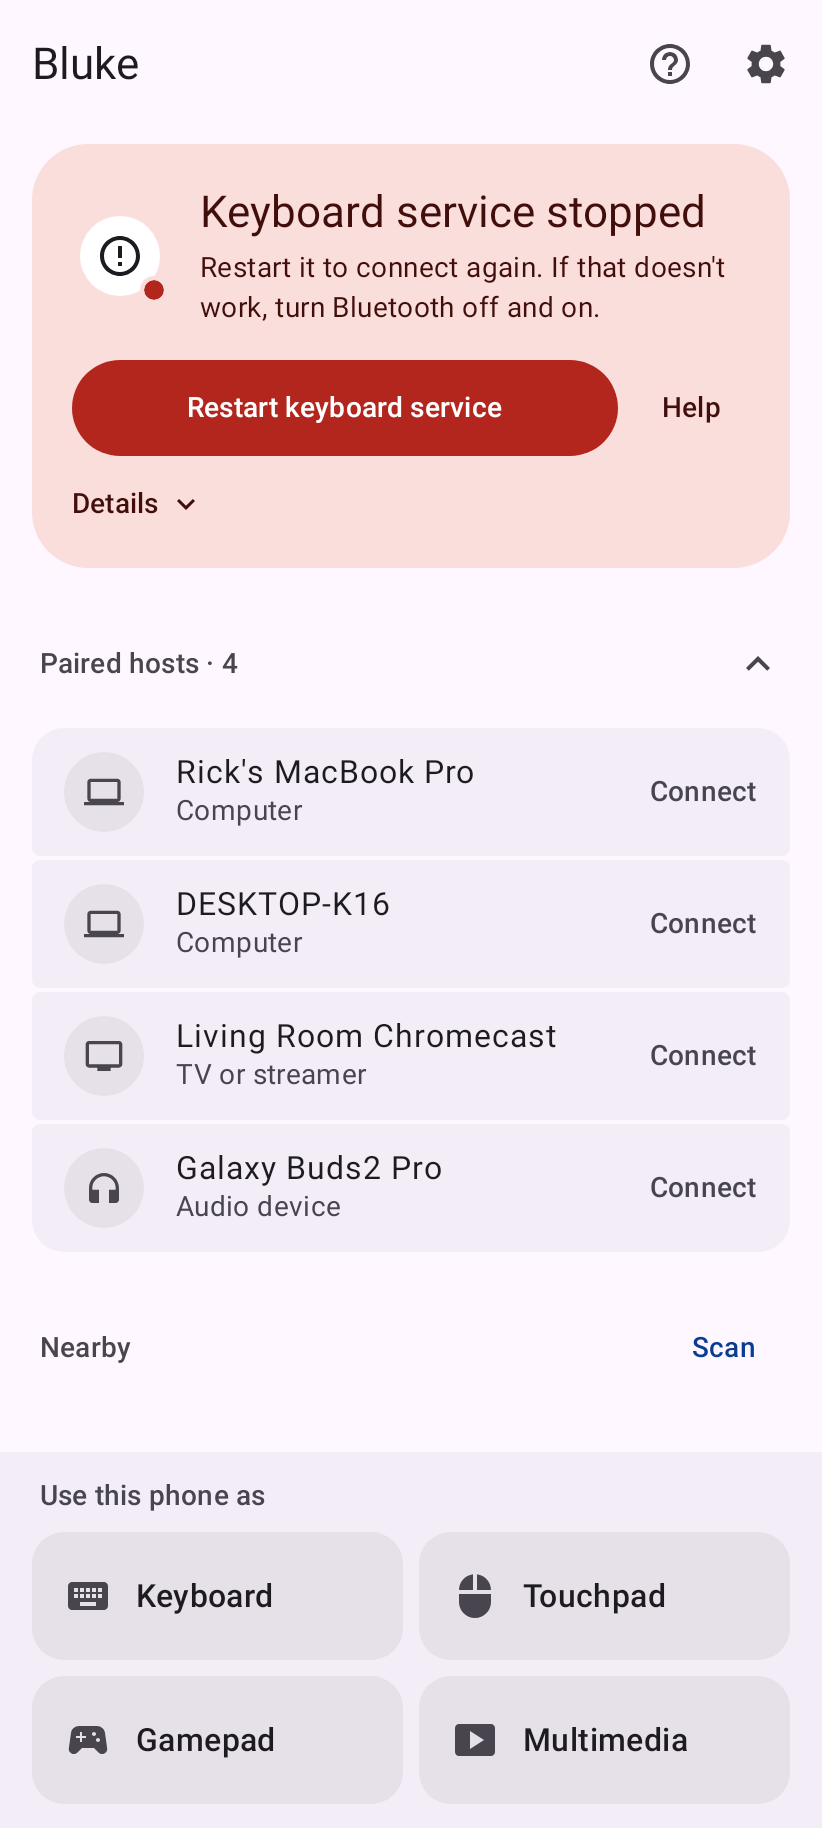 Bluke
Keyboard service stopped
Restart it to connect again. If that doesn't
work, turn Bluetooth off and on.
Restart keyboard service
Help
Details
Paired hosts · 4
Rick's MacBook Pro
Computer
Connect
DESKTOP-K16
Computer
Connect
Living Room Chromecast
TV or streamer
Connect
Galaxy Buds2 Pro
Audio device
Connect
Nearby
Scan
Use this phone as
Keyboard
Touchpad
Gamepad
Multimedia